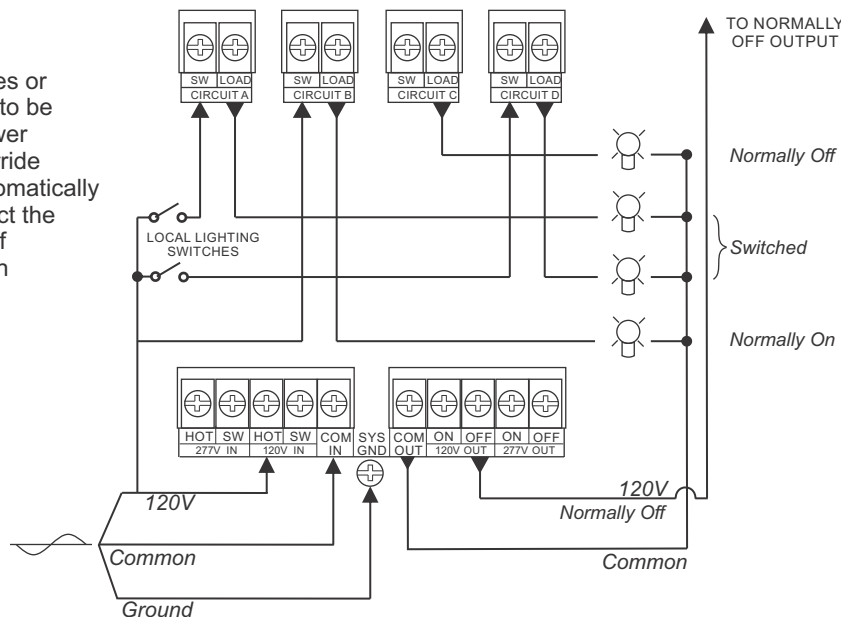 TO NORMALLY
OFF OUTPUT
es or
to be
wer
rride
omatically
ct the
f
n
SW LOAD
CIRCUIT A
SW LOAD
CIRCUIT B
SW LOAD
CIRCUIT C
SW LOAD
CIRCUIT D
Normally Off
LOCAL LIGHTING
SWITCHES
Switched
Normally On
HOT SW HOT SW COM SYS COM ON OFF ON OFF
277V IN 120V IN IN GND OUT 120V OUT 277V OUT
120V
120V
Normally Off
Common
Common
Ground